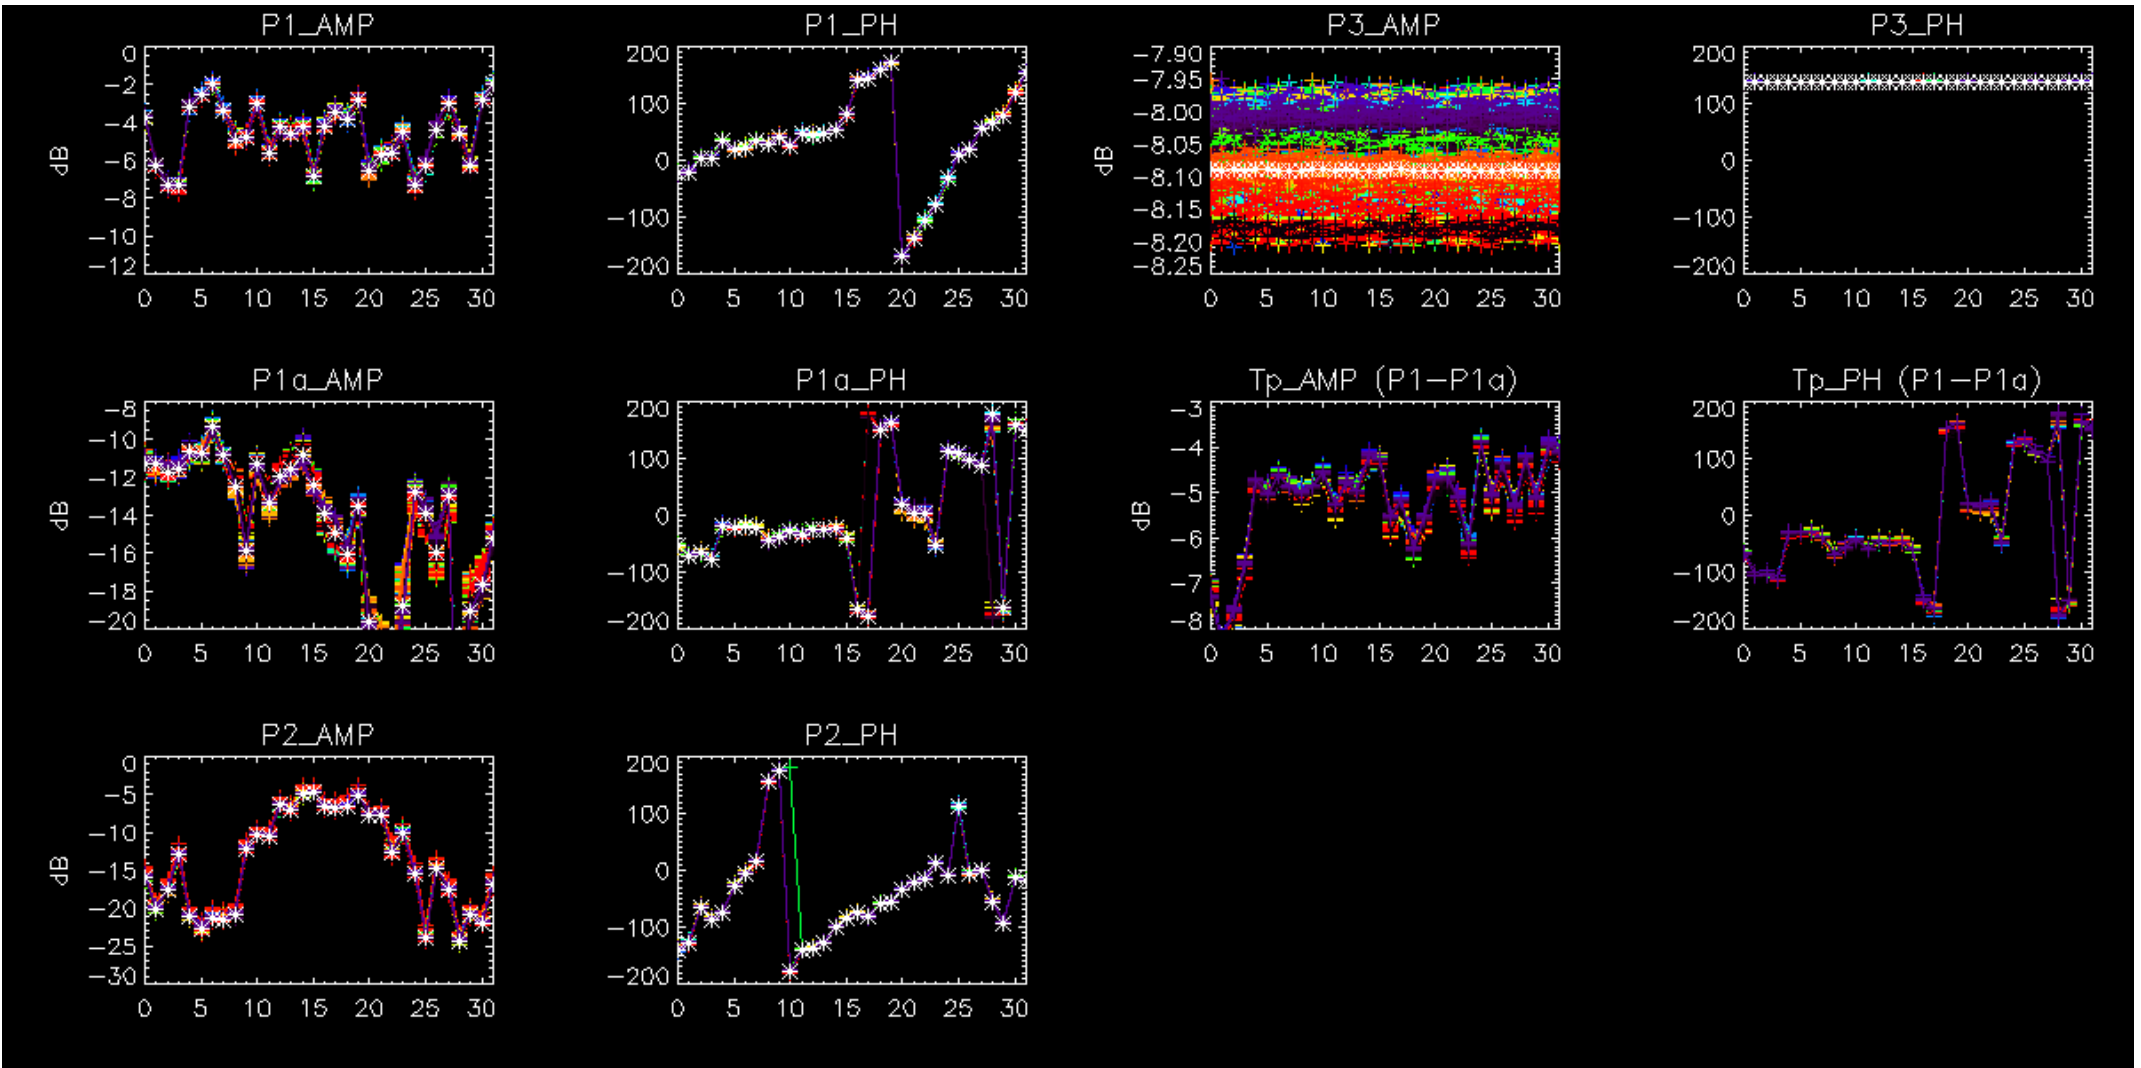 P1_AMP
P1_PH
P3_AMP
P3_PH
0
−2
−4
−6
−8
−10
−12
dB
0 5 10 15 20 25 30
200
100
0
−100
−200
0 5 10 15 20 25 30
−7.90
−7.95
−8.00
−8.05
−8.10
−8.15
−8.20
−8.25
dB
0 5 10 15 20 25 30
200
100
0
−100
−200
0 5 10 15 20 25 30
P1a_AMP
P1a_PH
Tp_AMP (P1−P1a)
Tp_PH (P1−P1a)
−8
−10
−12
−14
−16
−18
−20
dB
0 5 10 15 20 25 30
200
100
0
−100
−200
0 5 10 15 20 25 30
−3
−4
−5
−6
−7
−8
dB
0 5 10 15 20 25 30
200
100
0
−100
−200
0 5 10 15 20 25 30
P2_AMP
P2_PH
0
−5
−10
−15
−20
−25
−30
dB
0 5 10 15 20 25 30
200
100
0
−100
−200
0 5 10 15 20 25 30